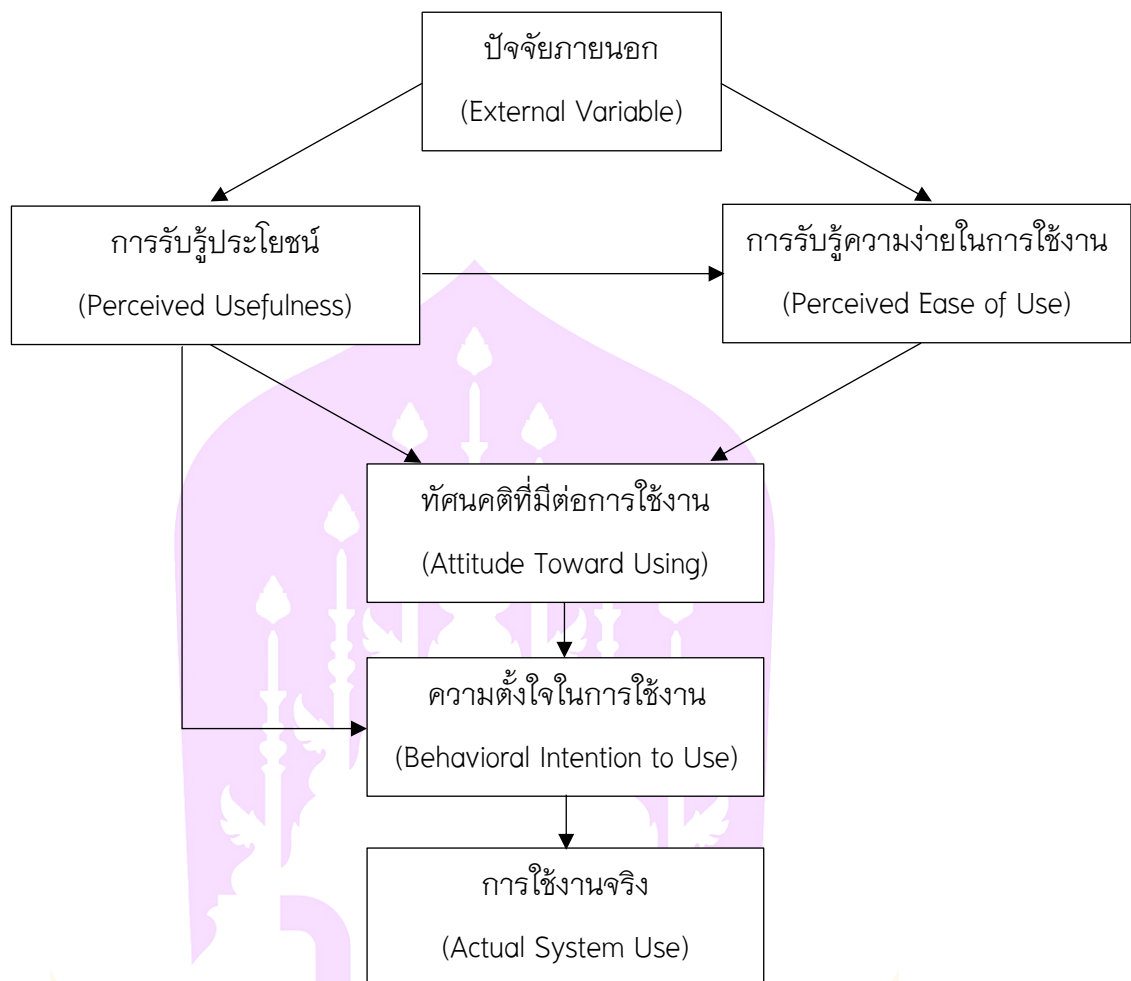 ปัจจัยภายนอก
(External Variable)
การรับรู้ประโยชน์
(Perceived Usefulness)
การรับรู้ความง่ายในการใช้งาน
(Perceived Ease of Use)
ทัศนคติที่มีต่อการใช้งาน
(Attitude Toward Using)
ความตั้งใจในการใช้งาน
(Behavioral Intention to Use)
การใช้งานจริง
(Actual System Use)